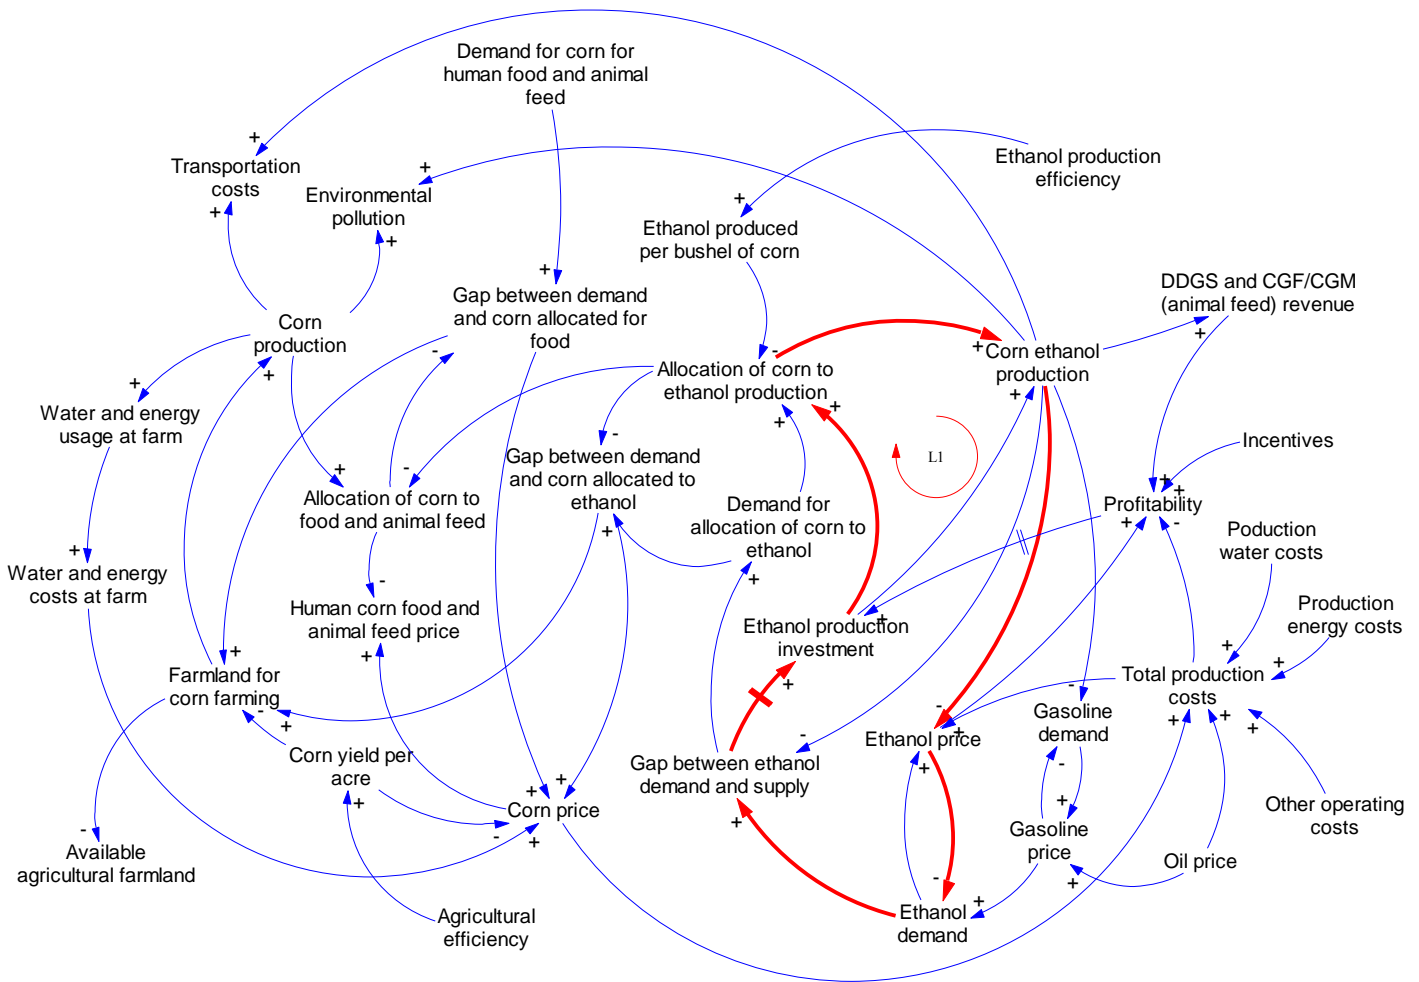 Demand for corn for
human food and animal
feed
+
Transportation
costs
+
+
Environmental
pollution
+
Ethanol production
efficiency
+
Ethanol produced
per bushel of corn
+
Gap between demand
and corn allocated for
food
-
DDGS and CGF/CGM
(animal feed) revenue
+
Corn
production
+
-
+
Corn ethanol
production
+
Allocation of corn to
ethanol production
+
+
+
Water and energy
usage at farm
-
Incentives
L1
Gap between demand
and corn allocated to
ethanol
+
+
-
Allocation of corn to
food and animal feed
Demand for
allocation of corn to
ethanol
+
+
+
Profitability
+
-
Poduction
water costs
+
Water and energy
costs at farm
-
Human corn food and
animal feed price
+
+
Production
energy costs
+
Ethanol production
investment
+
+
+
+
Farmland for
corn farming
-
+
Total production
costs
+
+
+
-
Gasoline
demand
-
-
+
Ethanol price
+
-
Gap between ethanol
demand and supply
+
Corn yield per
acre
+
+
+
Corn price
-
+
+
Gasoline
price
+
Other operating
costs
-
Available
agricultural farmland
Oil price
-
+
Ethanol
demand
Agricultural
efficiency